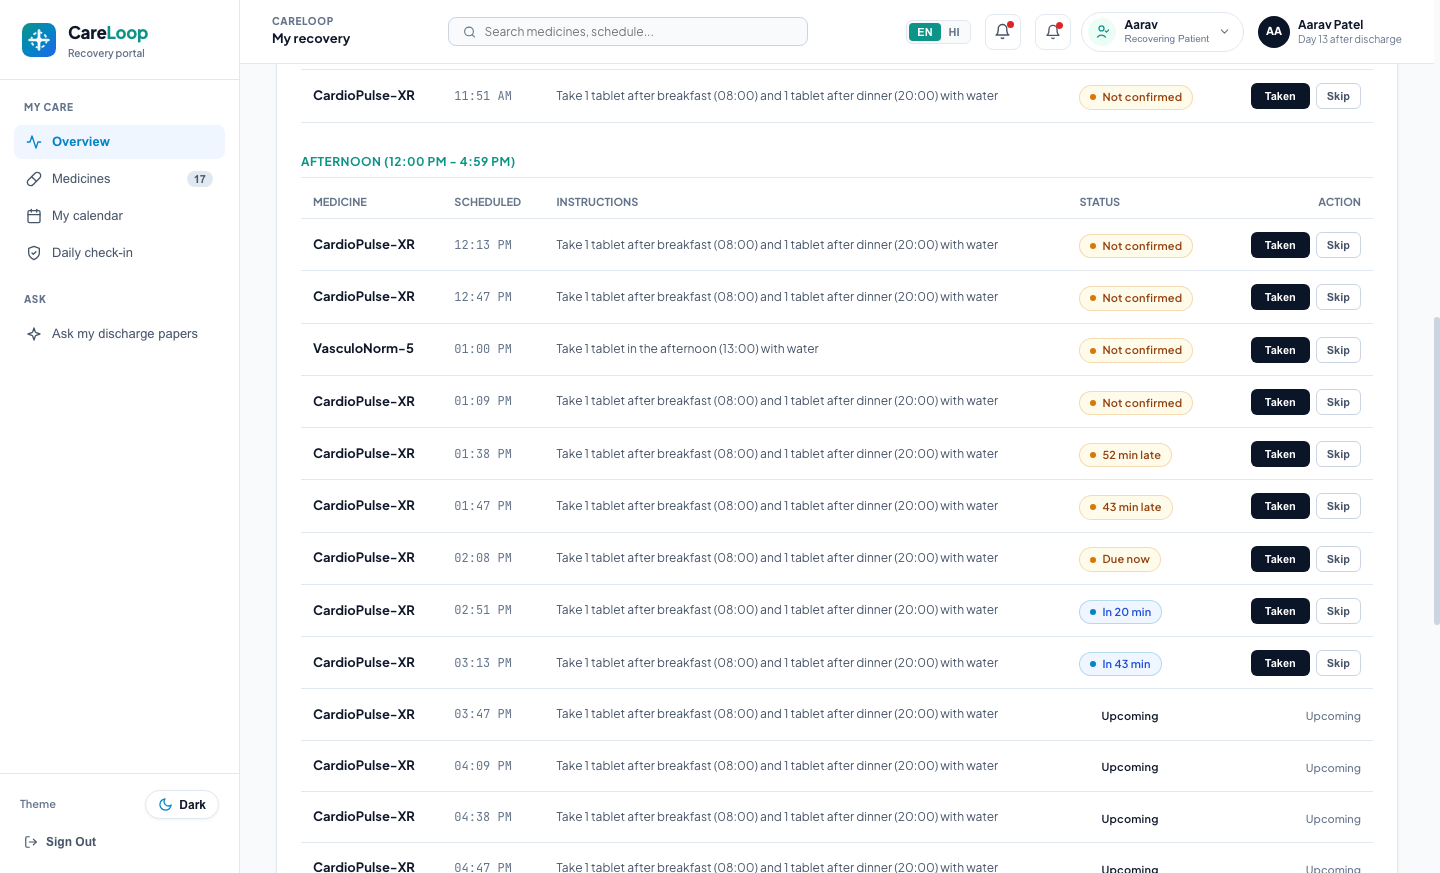 CareLoop
Recovery portal
MY CARE
Overview
Medicines 17
My calendar
Daily check-in
ASK
Ask my discharge papers
Theme Dark
Sign Out
CARELOOP
My recovery
Search medicines, schedule...
EN HI
Aarav
Recovering Patient
AA
Aarav Patel
Day 13 after discharge
CardioPulse-XR 11:51 AM Take 1 tablet after breakfast (08:00) and 1 tablet after dinner (20:00) with water Not confirmed Taken Skip
AFTERNOON (12:00 PM – 4:59 PM)
MEDICINE SCHEDULED INSTRUCTIONS STATUS ACTION
CardioPulse-XR 12:13 PM Take 1 tablet after breakfast (08:00) and 1 tablet after dinner (20:00) with water Not confirmed Taken Skip
CardioPulse-XR 12:47 PM Take 1 tablet after breakfast (08:00) and 1 tablet after dinner (20:00) with water Not confirmed Taken Skip
VasculoNorm-5 01:00 PM Take 1 tablet in the afternoon (13:00) with water Not confirmed Taken Skip
CardioPulse-XR 01:09 PM Take 1 tablet after breakfast (08:00) and 1 tablet after dinner (20:00) with water Not confirmed Taken Skip
CardioPulse-XR 01:38 PM Take 1 tablet after breakfast (08:00) and 1 tablet after dinner (20:00) with water 52 min late Taken Skip
CardioPulse-XR 01:47 PM Take 1 tablet after breakfast (08:00) and 1 tablet after dinner (20:00) with water 43 min late Taken Skip
CardioPulse-XR 02:08 PM Take 1 tablet after breakfast (08:00) and 1 tablet after dinner (20:00) with water Due now Taken Skip
CardioPulse-XR 02:51 PM Take 1 tablet after breakfast (08:00) and 1 tablet after dinner (20:00) with water In 20 min Taken Skip
CardioPulse-XR 03:13 PM Take 1 tablet after breakfast (08:00) and 1 tablet after dinner (20:00) with water In 43 min Taken Skip
CardioPulse-XR 03:47 PM Take 1 tablet after breakfast (08:00) and 1 tablet after dinner (20:00) with water Upcoming Upcoming
CardioPulse-XR 04:09 PM Take 1 tablet after breakfast (08:00) and 1 tablet after dinner (20:00) with water Upcoming Upcoming
CardioPulse-XR 04:38 PM Take 1 tablet after breakfast (08:00) and 1 tablet after dinner (20:00) with water Upcoming Upcoming
CardioPulse-XR 04:47 PM Take 1 tablet after breakfast (08:00) and 1 tablet after dinner (20:00) with water Upcoming Upcoming